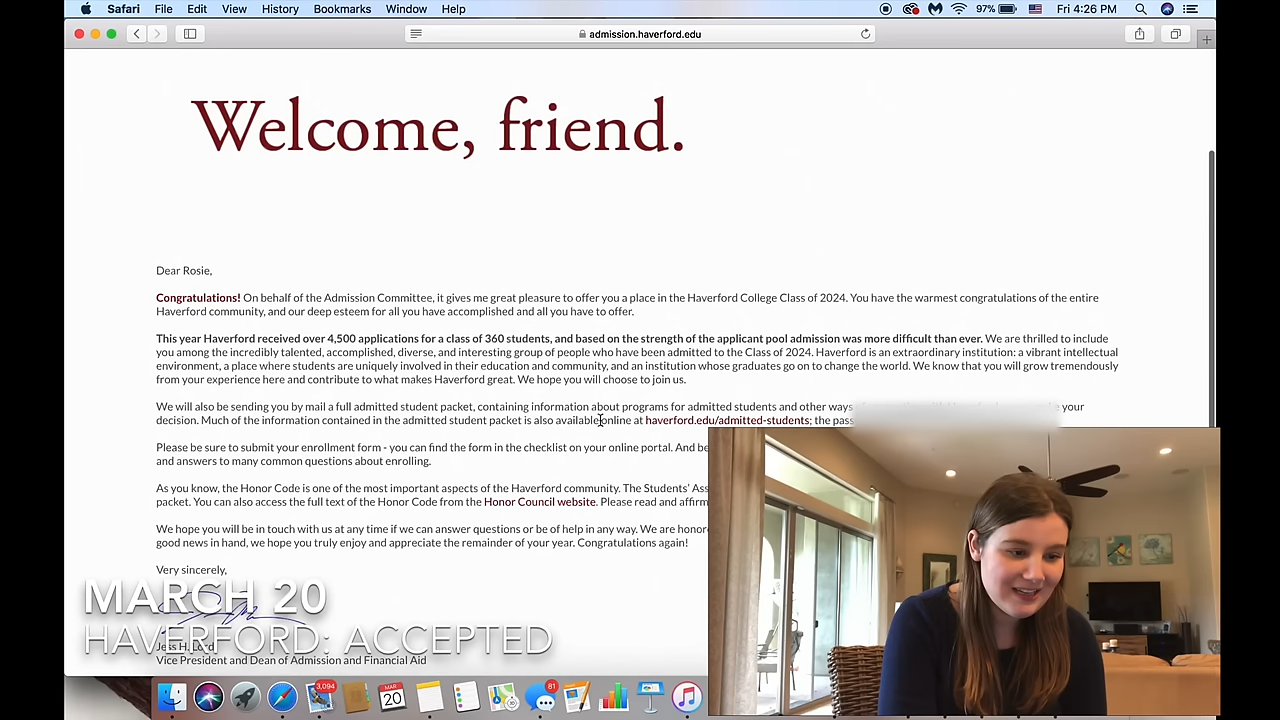 Safari File Edit View History Bookmarks Window Help 97% Fri 4:26 PM
admission.haverford.edu
Welcome, friend.
Dear Rosie,
Congratulations! On behalf of the Admission Committee, it gives me great pleasure to offer you a place in the Haverford College Class of 2024. You have the warmest congratulations of the entire
Haverford community, and our deep esteem for all you have accomplished and all you have to offer.
This year Haverford received over 4,500 applications for a class of 360 students, and based on the strength of the applicant pool admission was more difficult than ever. We are thrilled to include
you among the incredibly talented, accomplished, diverse, and interesting group of people who have been admitted to the Class of 2024. Haverford is an extraordinary institution: a vibrant intellectual
environment, a place where students are uniquely involved in their education and community, and an institution whose graduates go on to change the world. We know that you will grow tremendously
from your experience here and contribute to what makes Haverford great. We hope you will choose to join us.
We will also be sending you by mail a full admitted student packet, containing information about programs for admitted students and other ways your
decision. Much of the information contained in the admitted student packet is also available online at haverford.edu/admitted-students; the pass
Please be sure to submit your enrollment form - you can find the form in the checklist on your online portal. And be
and answers to many common questions about enrolling.
As you know, the Honor Code is one of the most important aspects of the Haverford community. The Students' Ass
packet. You can also access the full text of the Honor Code from the Honor Council website. Please read and affirm
We hope you will be in touch with us at any time if we can answer questions or be of help in any way. We are honor
good news in hand, we hope you truly enjoy and appreciate the remainder of your year. Congratulations again!
Very sincerely,
MARCH 20
HAVERFORD: ACCEPTED
Jess H. Lord
Vice President and Dean of Admission and Financial Aid
3,094
MAR
20
81